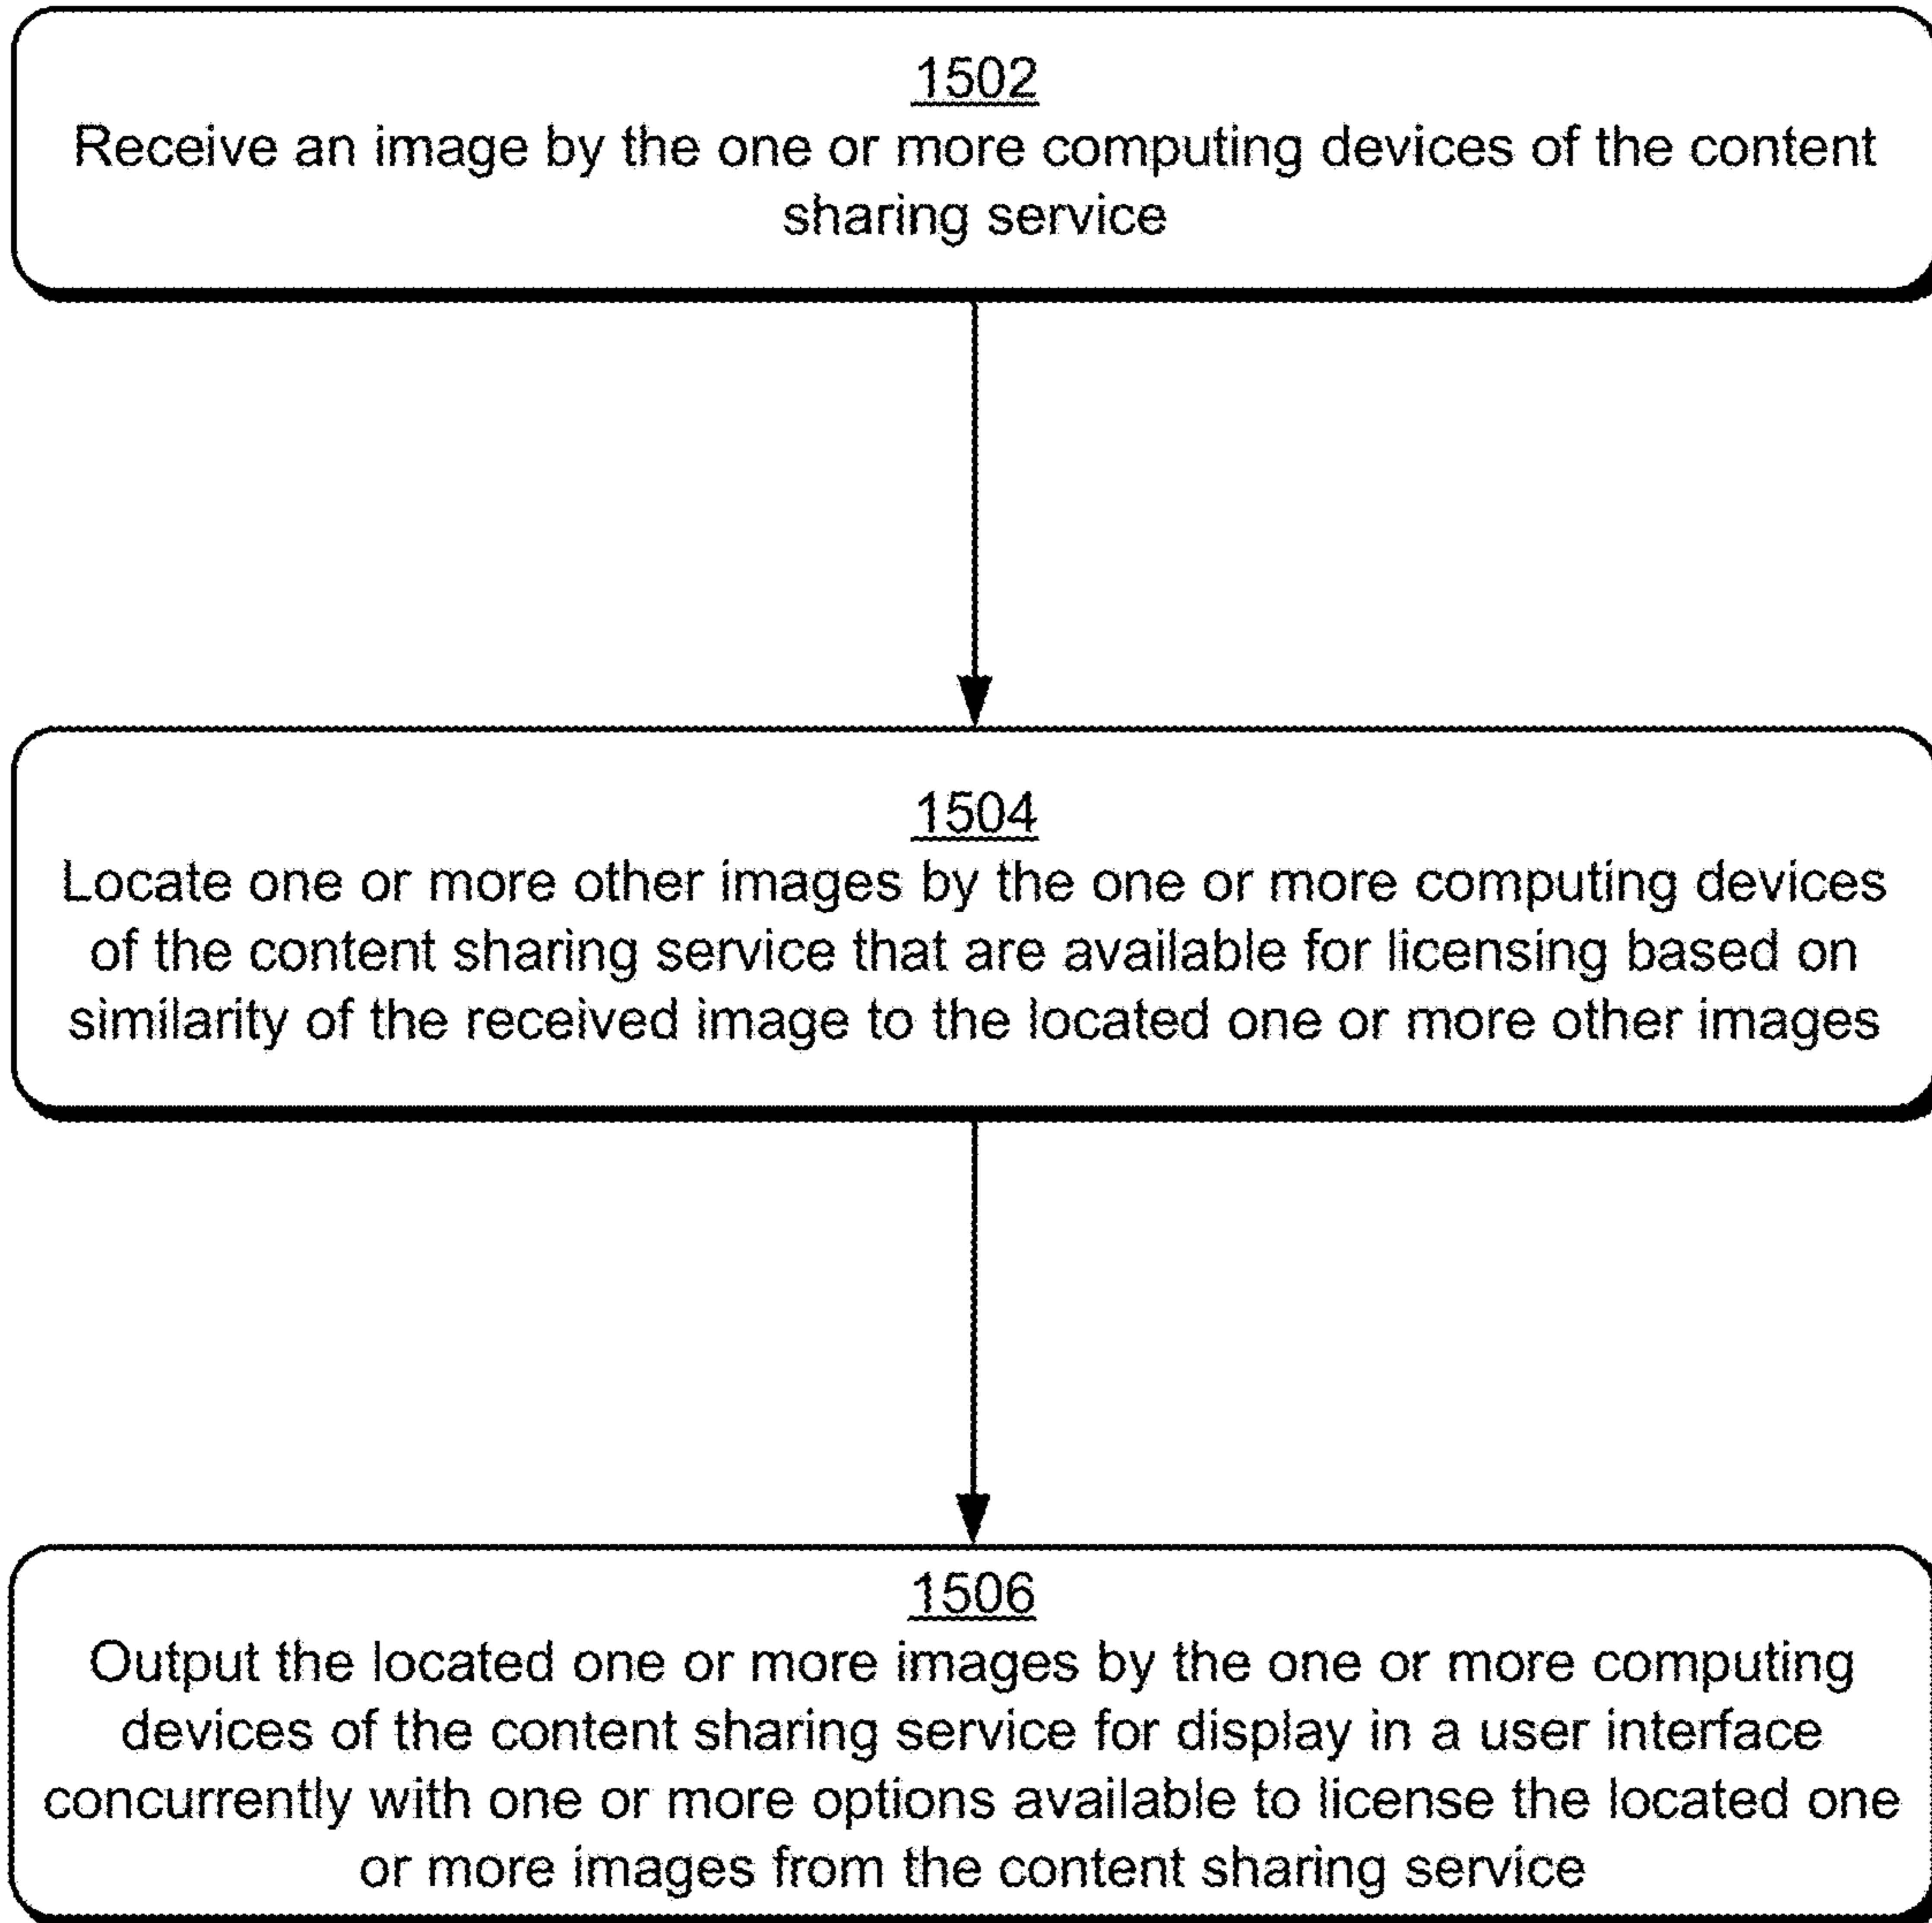 1502
Receive an image by the one or more computing devices of the content
sharing service
1504
Locate one or more other images by the one or more computing devices
of the content sharing service that are available for licensing based on
similarity of the received image to the located one or more other images
1506
Output the located one or more images by the one or more computing
devices of the content sharing service for display in a user interface
concurrently with one or more options available to license the located one
or more images from the content sharing service